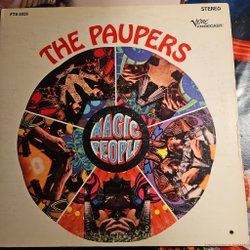 STEREO
THE PAUPERS
Verve
FORECAST
MAGIC
PEOPLE